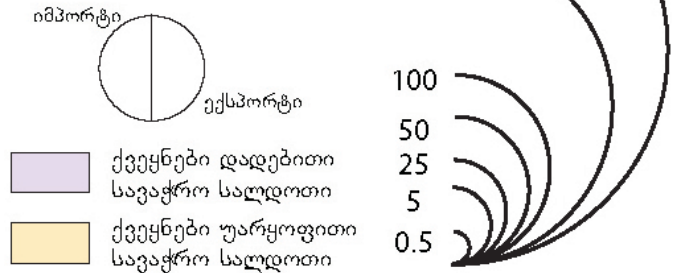 იმპორტი
ექსპორტი
ქვეყნები დადებითი
სავაჭრო სალდოთი
ქვეყნები უარყოფითი
სავაჭრო სალდოთი
100
50
25
5
0.5